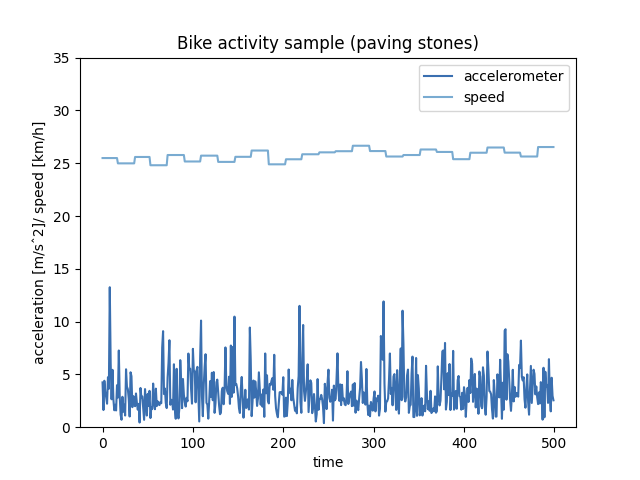 Bike activity sample (paving stones)
accelerometer
speed
acceleration [m/sˆ2]/ speed [km/h]
35
30
25
20
15
10
5
0
0 100 200 300 400 500
time